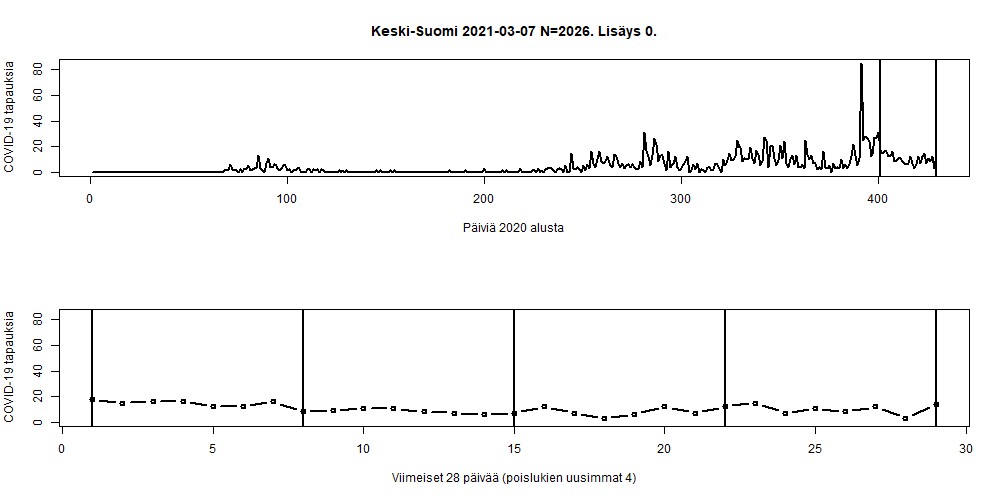 Keski-Suomi 2021-03-07 N=2026. Lisäys 0.
COVID-19 tapauksia
80
60
40
20
0
0 100 200 300 400
Päiviä 2020 alusta
COVID-19 tapauksia
80
60
40
20
0
0 5 10 15 20 25 30
Viimeiset 28 päivää (poislukien uusimmat 4)